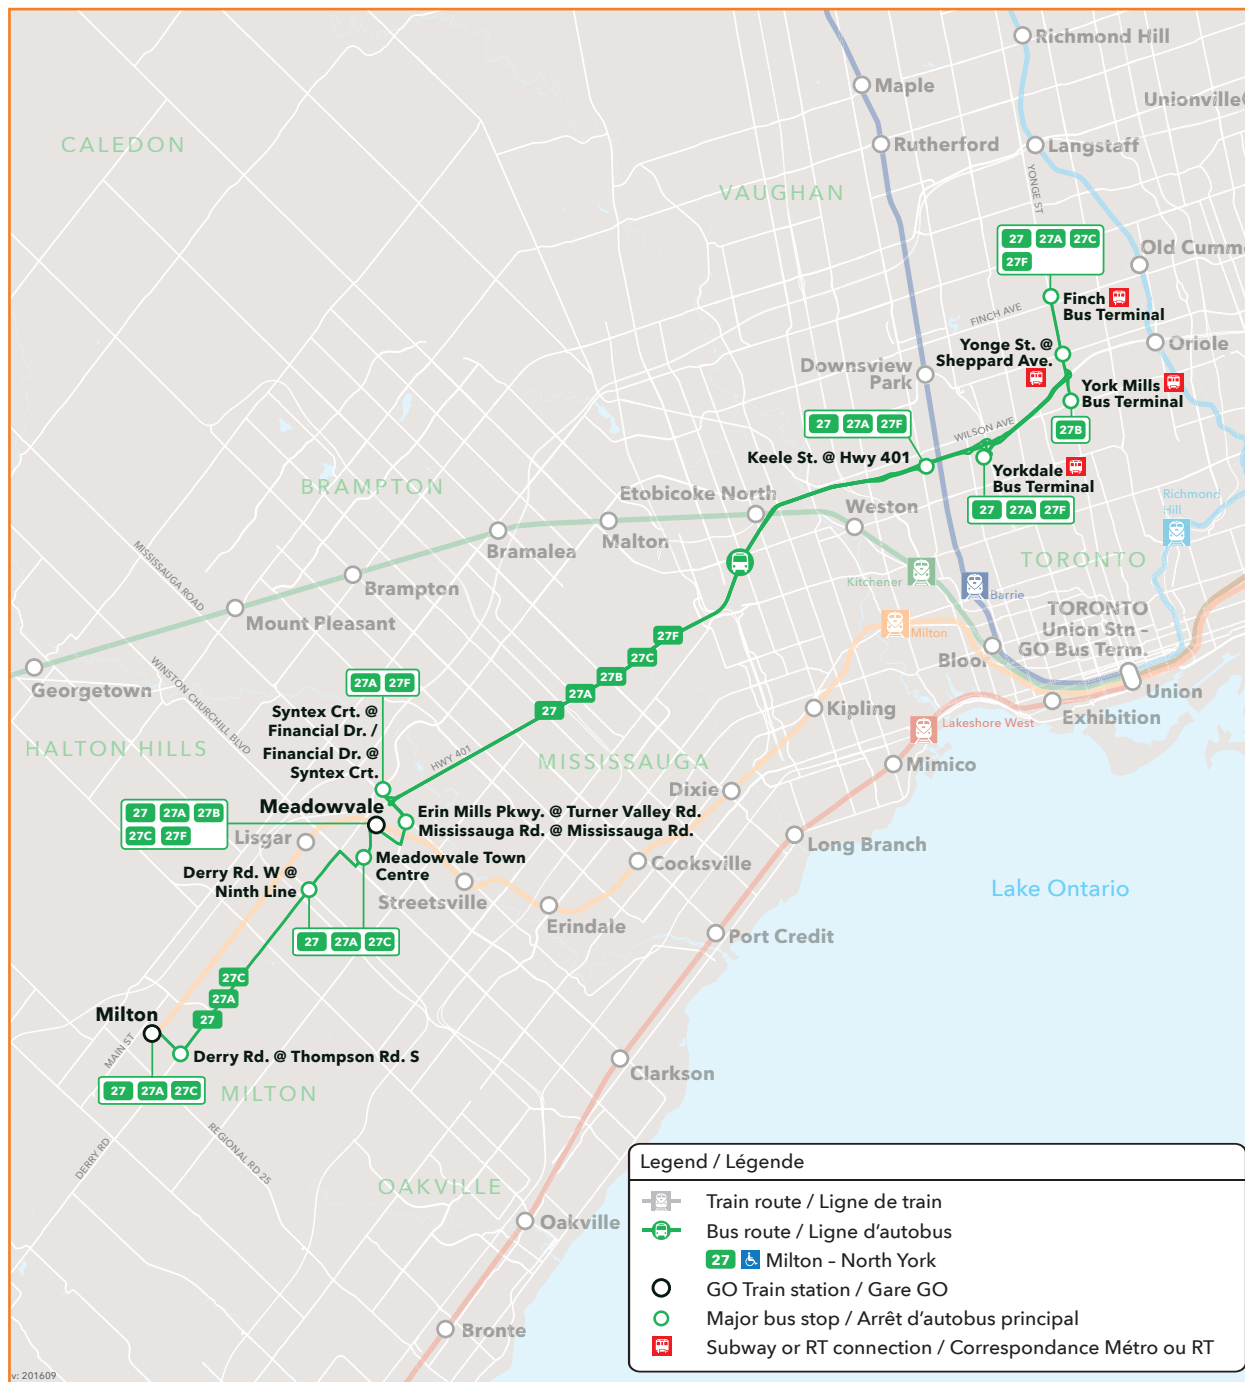 Richmond Hill
Maple
Unionville
CALEDON
Rutherford
Langstaff
VAUGHAN
YONGE ST
27 27A 27C
27F
Old Cumm
Finch
Bus Terminal
FINCH AVE
Yonge St. @
Sheppard Ave.
Oriole
Downsview
Park
York Mills
Bus Terminal
27 27A 27F
WILSON AVE
27B
Keele St. @ Hwy 401
Yorkdale
Bus Terminal
BRAMPTON
Etobicoke North
Weston
27 27A 27F
Richmond
Hill
Bramalea
Malton
MISSISSAUGA ROAD
TORONTO
Brampton
Kitchener
Barrie
Mount Pleasant
TORONTO
Union Stn –
GO Bus Term.
27F
Milton
27C
Bloor
WINSTON CHURCHILL BLVD
27B
27A 27F
27A
Georgetown
Union
27
Kipling
Exhibition
Syntex Crt. @
Financial Dr. /
Lakeshore West
HALTON HILLS
Financial Dr. @
Syntex Crt.
HWY 401
MISSISSAUGA
Mimico
Dixie
Meadowvale
27 27A 27B
27C 27F
Erin Mills Pkwy. @ Turner Valley Rd.
Mississauga Rd. @ Mississauga Rd.
Lisgar
Long Branch
Meadowvale Town
Centre
Cooksville
Derry Rd. W @
Ninth Line
Streetsville
Lake Ontario
Erindale
Port Credit
27 27A 27C
27C
27A
27
Milton
MAIN ST
Derry Rd. @ Thompson Rd. S
Clarkson
27 27A 27C
MILTON
DERRY RD
REGIONAL RD 25
OAKVILLE
Oakville
Bronte
Legend / Légende
Train route / Ligne de train
Bus route / Ligne d’autobus
27 Milton – North York
GO Train station / Gare GO
Major bus stop / Arrêt d’autobus principal
Subway or RT connection / Correspondance Métro ou RT
v: 201609